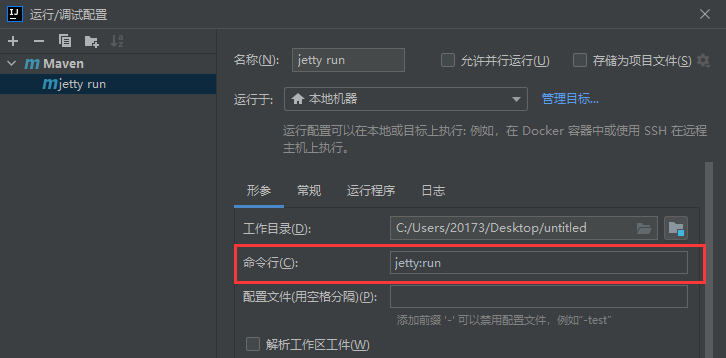 运行/调试配置
Maven
jetty run
名称(N):
jetty run
允许并行运行(U)
存储为项目文件(S)
运行于:
本地机器
管理目标...
运行配置可以在本地或目标上执行: 例如，在 Docker 容器中或使用 SSH 在远程
主机上执行。
形参
常规
运行程序
日志
工作目录(D):
C:/Users/20173/Desktop/untitled
命令行(C):
jetty:run
配置文件(用空格分隔)(P):
添加前缀 '-' 可以禁用配置文件，例如"-test"
解析工作区工件(W)